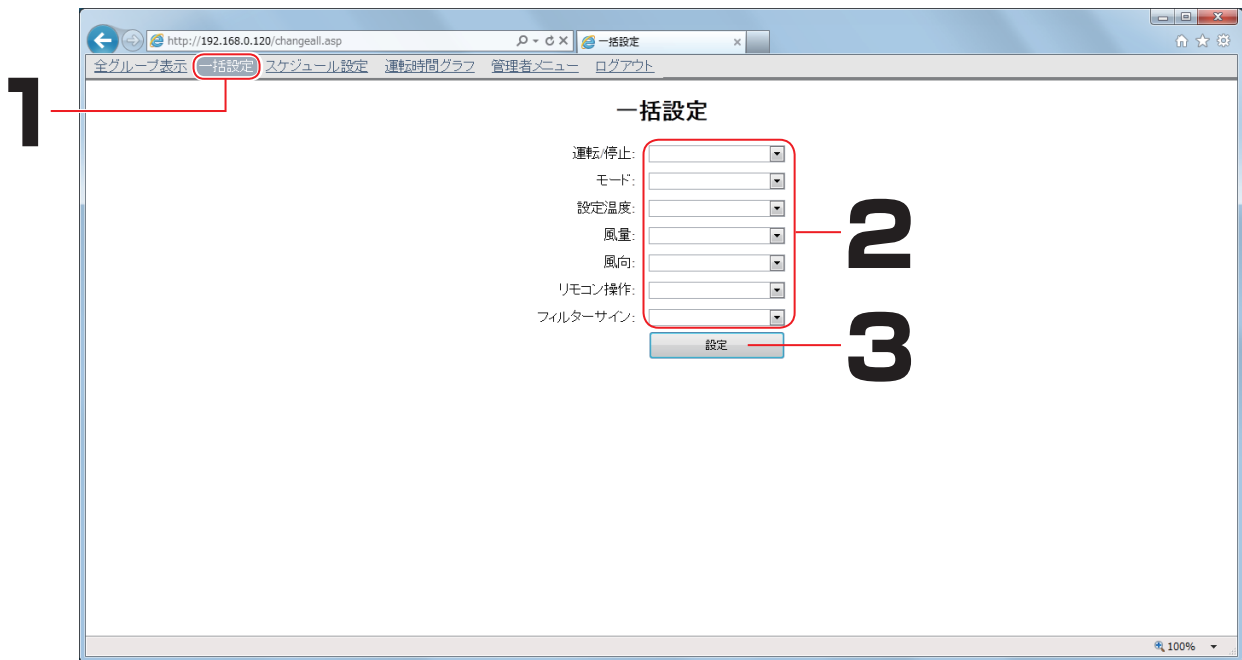 http://192.168.0.120/changeall.asp
一括設定
全グループ表示 一括設定 スケジュール設定 運転時間グラフ 管理者メニュー ログアウト
1
一括設定
運転/停止:
モード:
設定温度:
風量:
風向:
リモコン操作:
フィルターサイン:
2
設定
3
100%